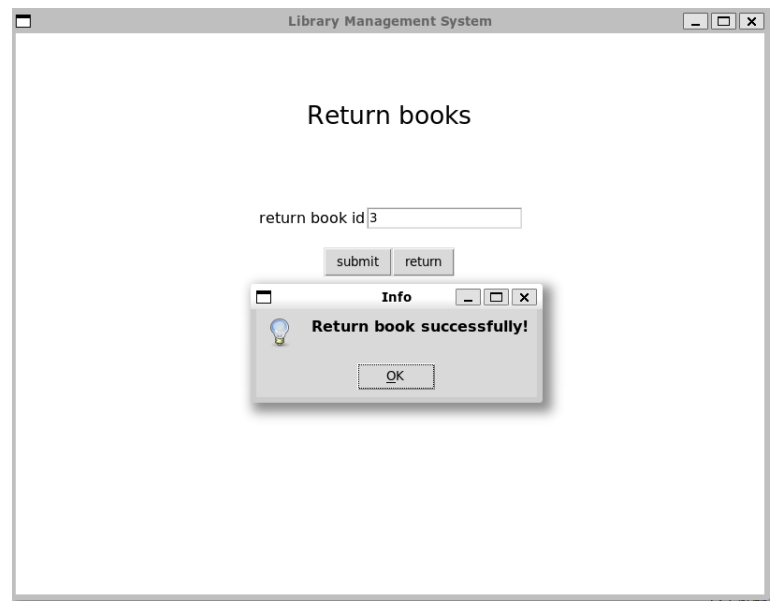 Library Management System
Return books
return book id 3
submit return
Info
Return book successfully!
OK